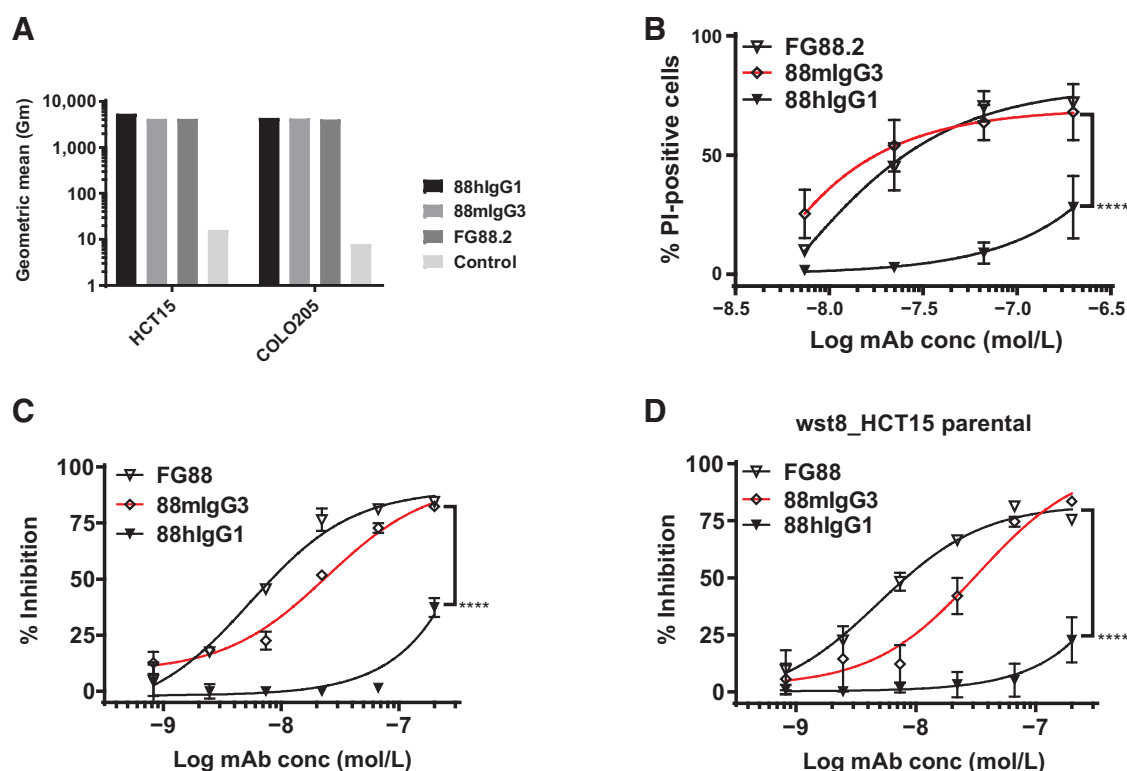 A
Geometric mean (Gm)
10,000
1,000
100
10
1
HCT15
COLO205
88hIgG1
88mIgG3
FG88.2
Control
B
% PI-positive cells
100
50
0
FG88.2
88mIgG3
88hIgG1
****
−8.5
−8.0
−7.5
−7.0
−6.5
Log mAb conc (mol/L)
C
% Inhibition
100
75
50
25
0
FG88
88mIgG3
88hIgG1
****
−9
−8
−7
Log mAb conc (mol/L)
D
wst8_HCT15 parental
% Inhibition
100
75
50
25
0
FG88
88mIgG3
88hIgG1
****
−9
−8
−7
Log mAb conc (mol/L)